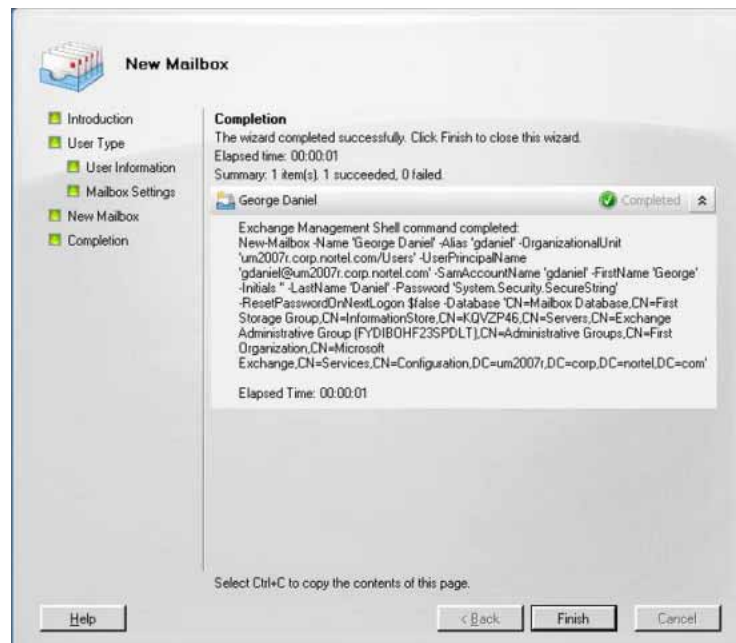 New Mailbox
Introduction
User Type
User Information
Mailbox Settings
New Mailbox
Completion
Completion
The wizard completed successfully. Click Finish to close this wizard.
Elapsed time: 00:00:01
Summary: 1 item(s). 1 succeeded, 0 failed.
George Daniel
Completed
Exchange Management Shell command completed:
New-Mailbox -Name 'George Daniel' -Alias 'gdaniel' -OrganizationalUnit
'um2007r.corp.nortel.com/Users' -UserPrincipalName
'gdaniel@um2007r.corp.nortel.com' -SamAccountName 'gdaniel' -FirstName 'George'
-Initials '' -LastName 'Daniel' -Password 'System.Security.SecureString'
-ResetPasswordOnNextLogon $false -Database 'CN=Mailbox Database,CN=First
Storage Group,CN=InformationStore,CN=KQVZP46,CN=Servers,CN=Exchange
Administrative Group (FYDIBOHF23SPDLT),CN=Administrative Groups,CN=First
Organization,CN=Microsoft
Exchange,CN=Services,CN=Configuration,DC=um2007r,DC=corp,DC=nortel,DC=com'
Elapsed Time: 00:00:01
Select Ctrl+C to copy the contents of this page.
Help
< Back
Finish
Cancel